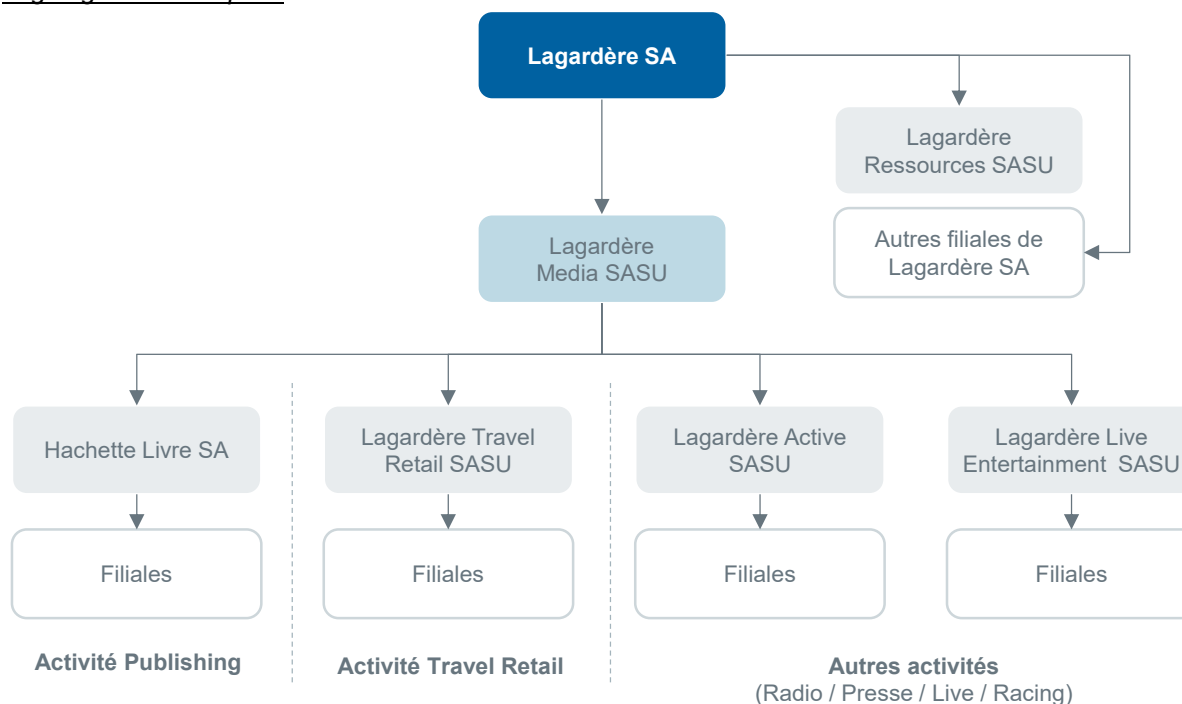 Lagardère SA
Lagardère
Ressources SASU
Autres filiales de
Lagardère SA
Lagardère
Media SASU
Hachette Livre SA
Lagardère Travel
Retail SASU
Lagardère Active
SASU
Lagardère Live
Entertainment SASU
Filiales
Filiales
Filiales
Filiales
Activité Publishing
Activité Travel Retail
Autres activités
(Radio / Presse / Live / Racing)